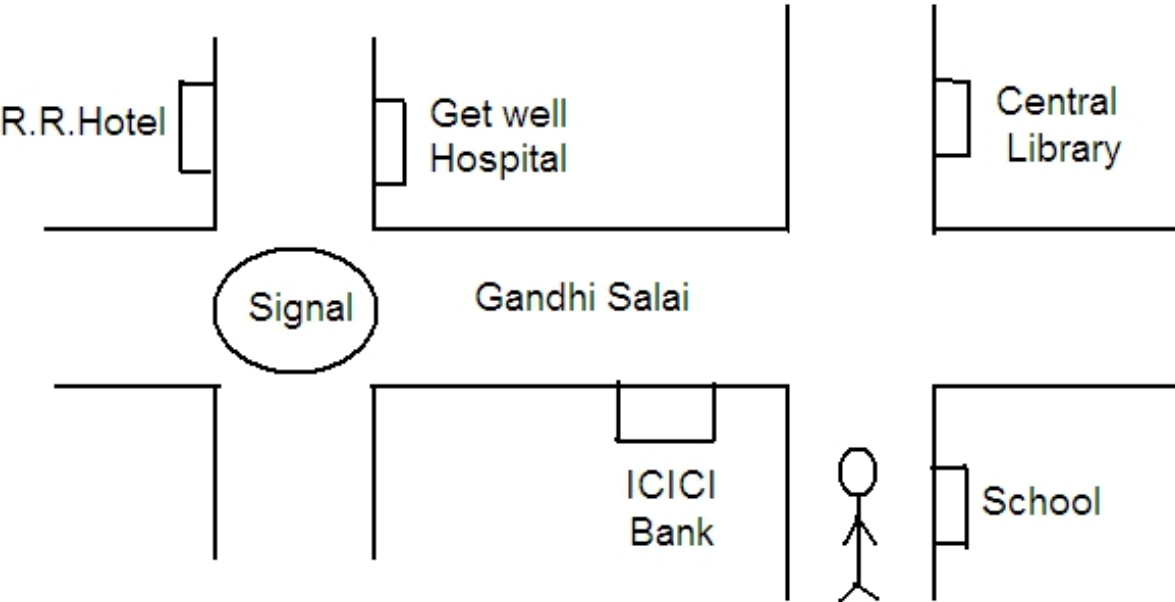 R.R.Hotel
Get well
Hospital
Central
Library
Signal
Gandhi Salai
ICICI
Bank
School